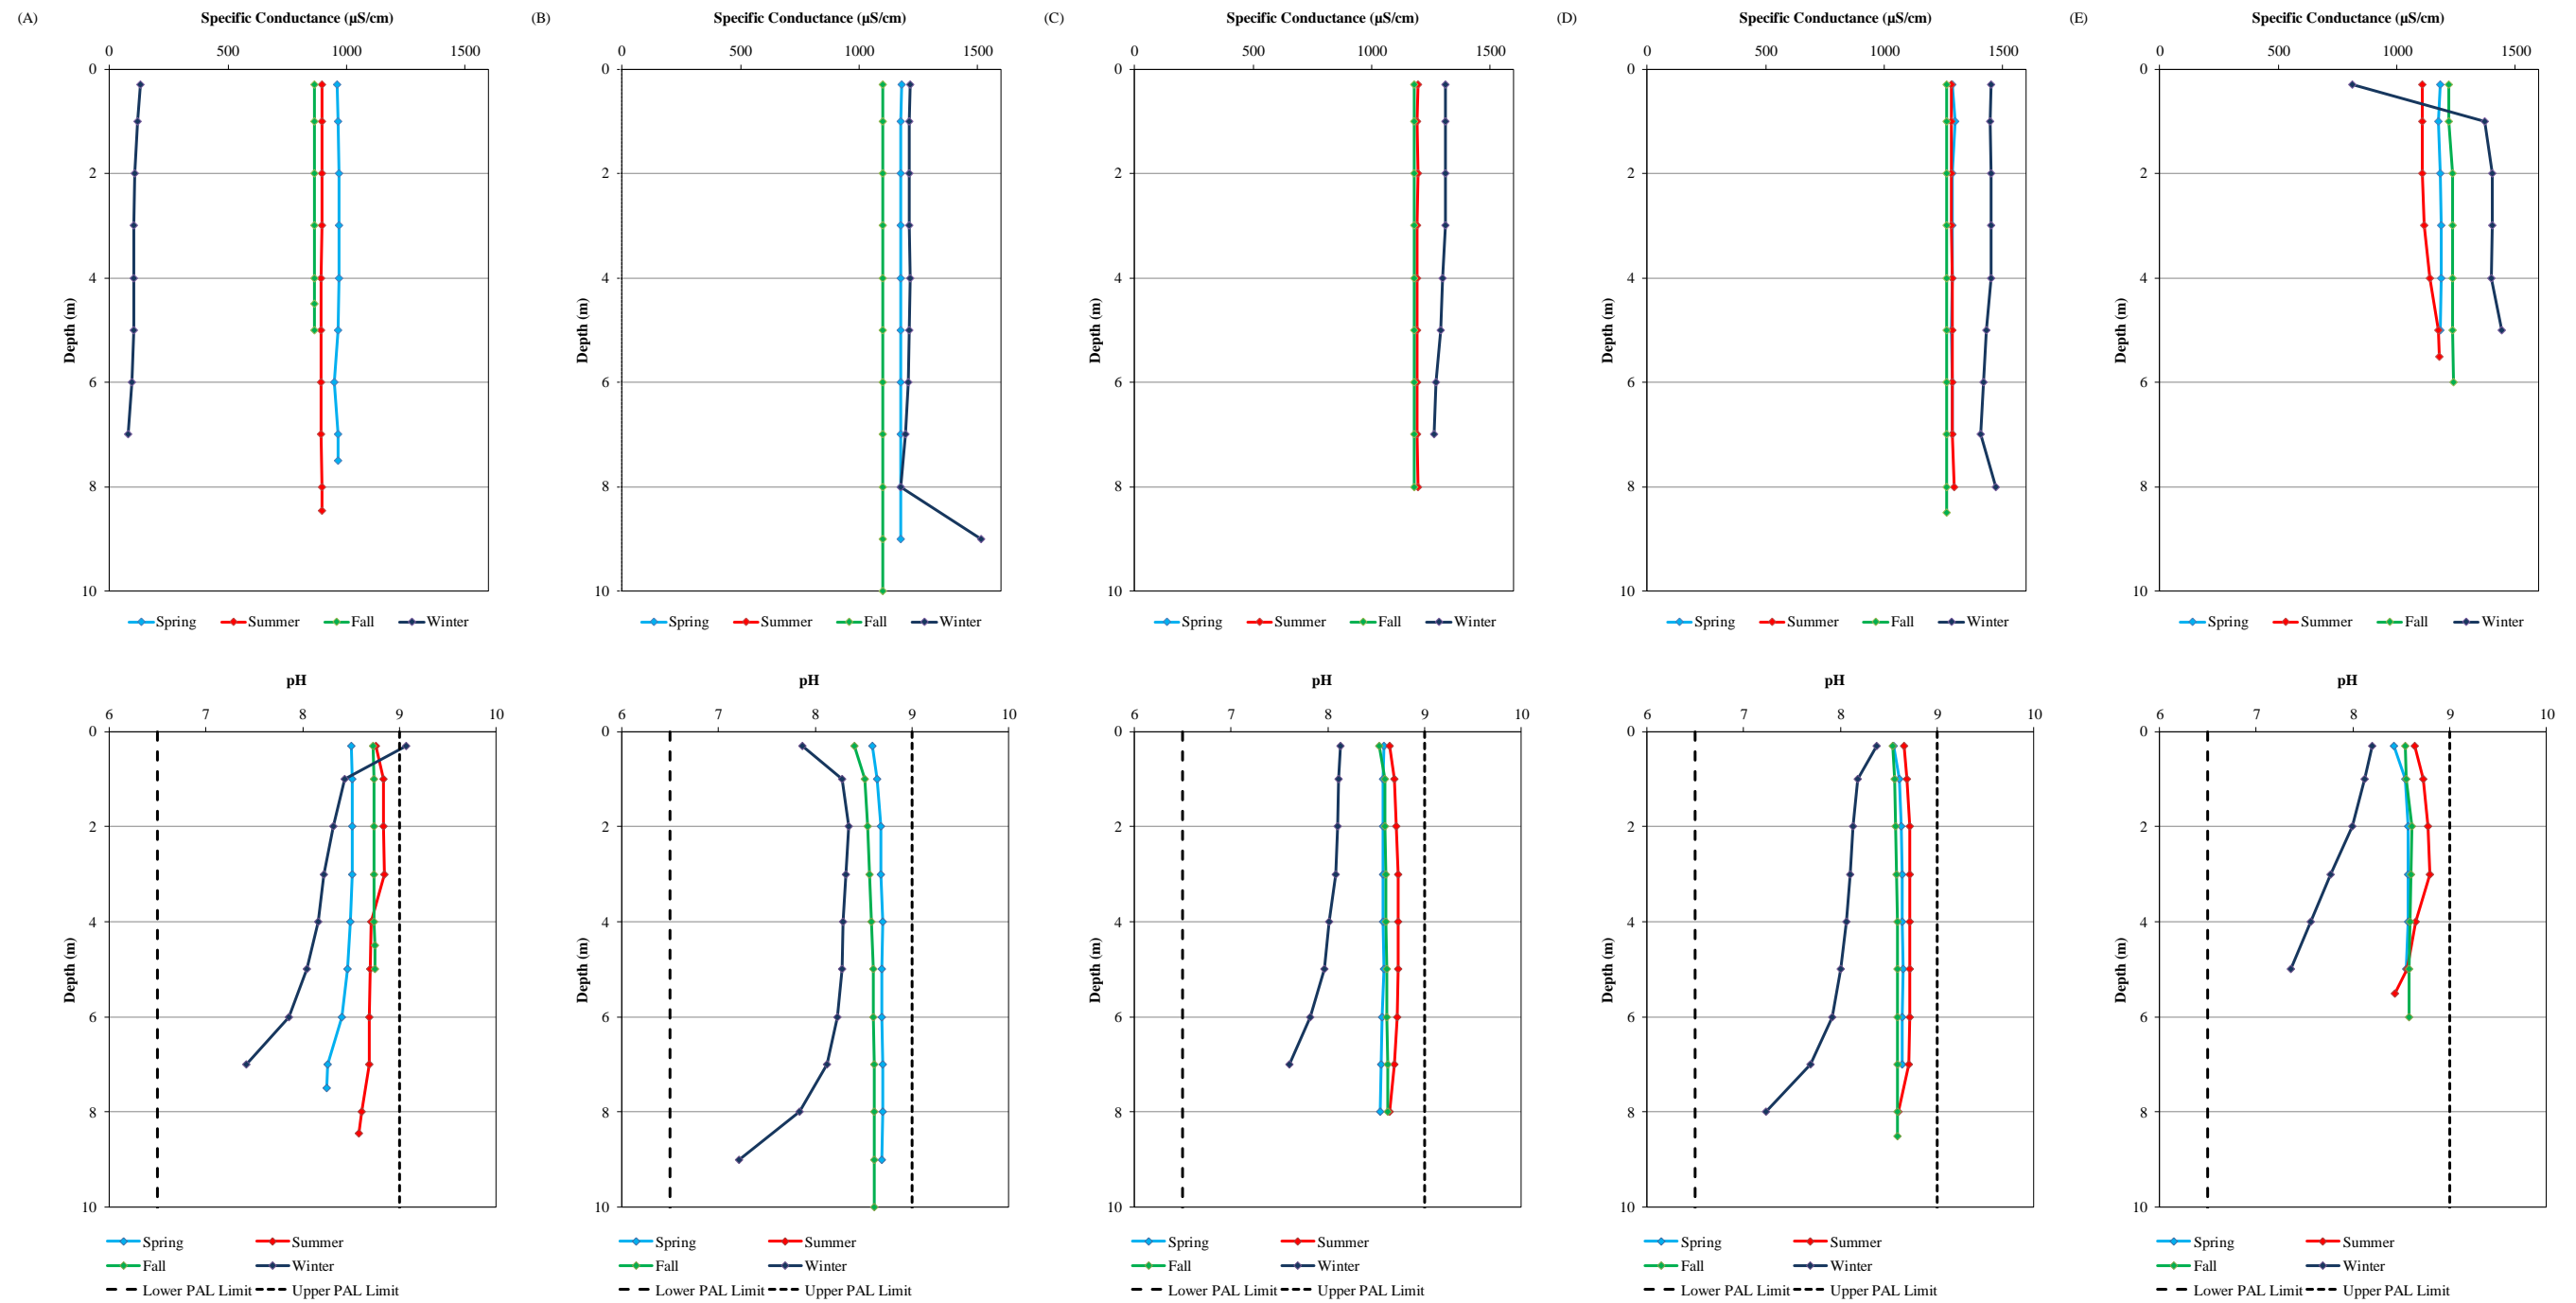 (A) Specific Conductance (µS/cm) (B) Specific Conductance (µS/cm) (C) Specific Conductance (µS/cm) (D) Specific Conductance (µS/cm) (E) Specific Conductance (µS/cm)
0 500 1000 1500 0 500 1000 1500 0 500 1000 1500 0 500 1000 1500 0 500 1000 1500
0 0 0 0 0
2 2 2 2 2
4 4 4 4 4
Depth (m) Depth (m) Depth (m) Depth (m) Depth (m)
6 6 6 6 6
8 8 8 8 8
10 10 10 10 10
Spring Summer Fall Winter Spring Summer Fall Winter Spring Summer Fall Winter Spring Summer Fall Winter Spring Summer Fall Winter
pH pH pH pH pH
6 7 8 9 10 6 7 8 9 10 6 7 8 9 10 6 7 8 9 10 6 7 8 9 10
0 0 0 0 0
2 2 2 2 2
4 4 4 4 4
Depth (m) Depth (m) Depth (m) Depth (m) Depth (m)
6 6 6 6 6
8 8 8 8 8
10 10 10 10 10
Spring Summer Spring Summer Spring Summer Spring Summer Spring Summer
Fall Winter Fall Winter Fall Winter Fall Winter Fall Winter
Lower PAL Limit Upper PAL Limit Lower PAL Limit Upper PAL Limit Lower PAL Limit Upper PAL Limit Lower PAL Limit Upper PAL Limit Lower PAL Limit Upper PAL Limit